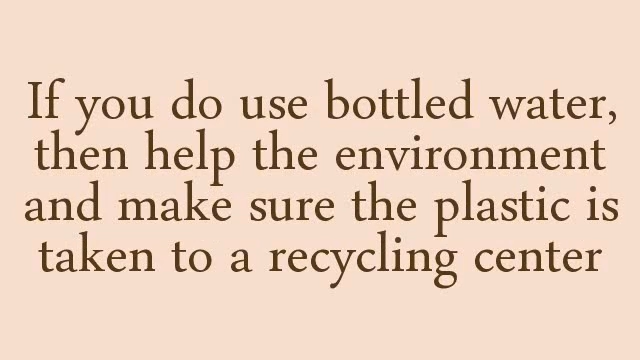 If you do use bottled water,
then help the environment
and make sure the plastic is
taken to a recycling center